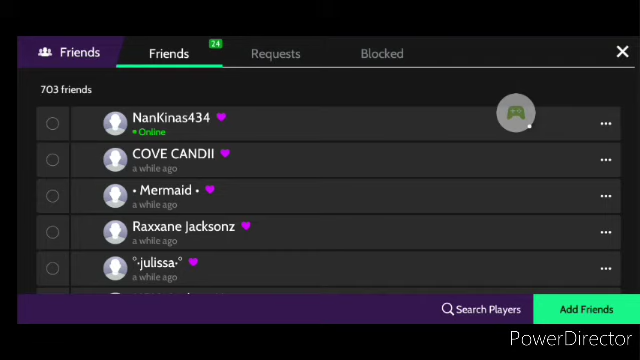 Friends
Friends
24
Requests
Blocked
703 friends
NanKinas434
Online
COVE CANDII
a while ago
• Mermaid •
a while ago
Raxxane Jacksonz
a while ago
°·julissa·°
a while ago
Search Players
Add Friends
PowerDirector